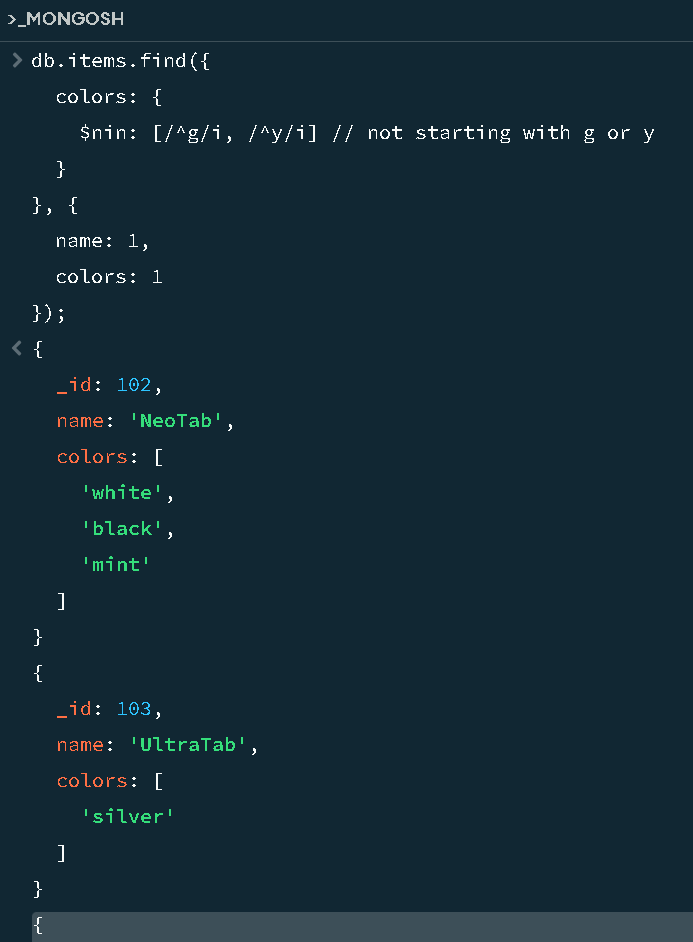 >_MONGOSH
> db.items.find({
colors: {
$nin: [/^g/i, /^y/i] // not starting with g or y
}
}, {
name: 1,
colors: 1
});
< {
_id: 102,
name: 'NeoTab',
colors: [
'white',
'black',
'mint'
]
}
{
_id: 103,
name: 'UltraTab',
colors: [
'silver'
]
}
{